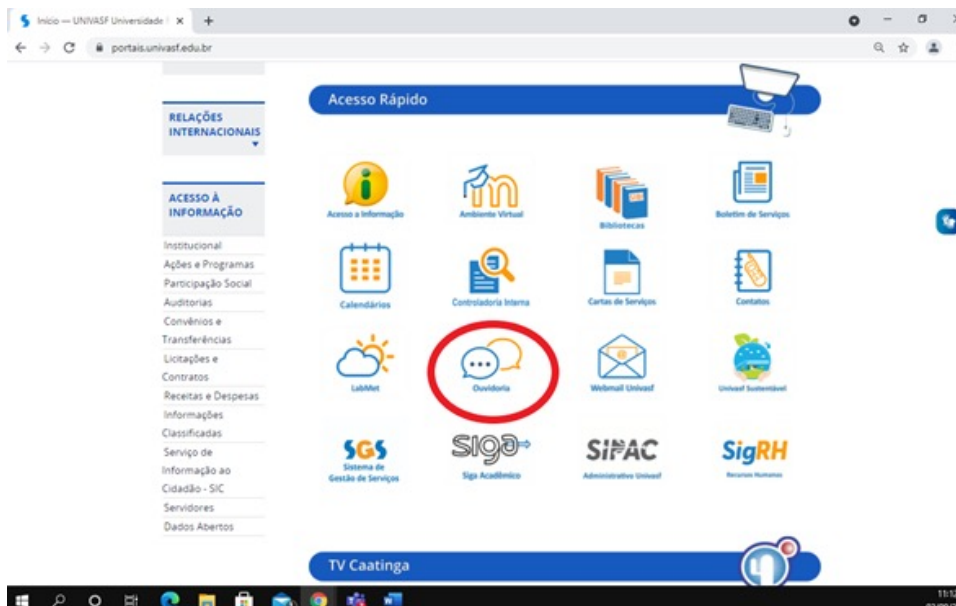 Início — UNIVASF Universidade F
portais.univasf.edu.br
RELAÇÕES
INTERNACIONAIS
ACESSO À
INFORMAÇÃO
Institucional
Ações e Programas
Participação Social
Auditorias
Convênios e
Transferências
Licitações e
Contratos
Receitas e Despesas
Informações
Classificadas
Serviço de
Informação ao
Cidadão - SIC
Servidores
Dados Abertos
Acesso Rápido
Acesso a Informação
Ambiente Virtual
Bibliotecas
Boletim de Serviços
Calendários
Controladoria Interna
Cartas de Serviços
Contatos
LabMet
Ouvidoria
Webmail Univasf
Univasf Sustentável
SGS
Sistema de
Gestão de Serviços
SIGa
Siga Acadêmico
SIPAC
Administrativo Univasf
SigRH
Recursos Humanos
TV Caatinga